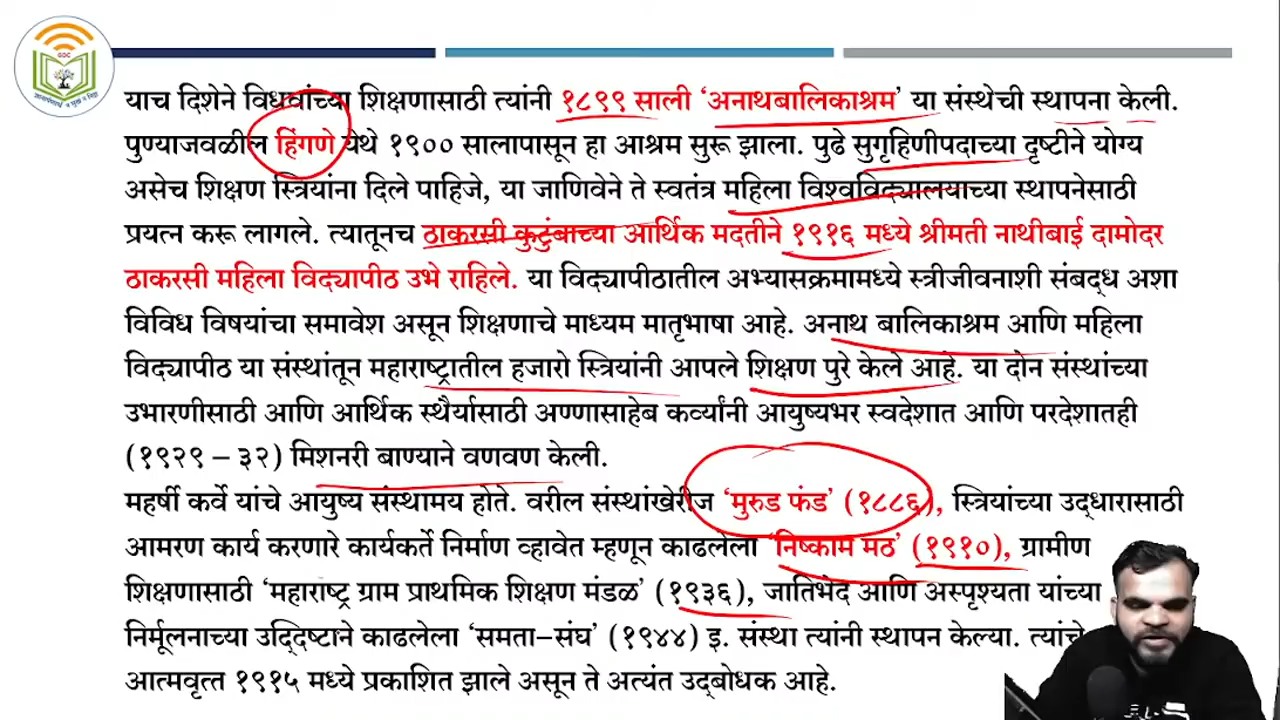 GDC
याच दिशेने विधवांच्या शिक्षणासाठी त्यांनी १८९९ साली ‘अनाथबालिकाश्रम’ या संस्थेची स्थापना केली.
पुण्याजवळील हिंगणे येथे १९०० सालापासून हा आश्रम सुरू झाला. पुढे सुगृहिणीपदाच्या दृष्टीने योग्य
असेच शिक्षण स्त्रियांना दिले पाहिजे, या जाणिवेने ते स्वतंत्र महिला विश्वविद्यालयाच्या स्थापनेसाठी
प्रयत्न करू लागले. त्यातूनच ठाकरसी कुटुंबाच्या आर्थिक मदतीने १९१६ मध्ये श्रीमती नाथीबाई दामोदर
ठाकरसी महिला विद्यापीठ उभे राहिले. या विद्यापीठातील अभ्यासक्रमामध्ये स्त्रीजीवनाशी संबद्ध अशा
विविध विषयांचा समावेश असून शिक्षणाचे माध्यम मातृभाषा आहे. अनाथ बालिकाश्रम आणि महिला
विद्यापीठ या संस्थांतून महाराष्ट्रातील हजारो स्त्रियांनी आपले शिक्षण पुरे केले आहे. या दोन संस्थांच्या
उभारणीसाठी आणि आर्थिक स्थैर्यासाठी अण्णासाहेब कर्व्यांनी आयुष्यभर स्वदेशात आणि परदेशातही
(१९२९ – ३२) मिशनरी बाण्याने वणवण केली.
महर्षी कर्वे यांचे आयुष्य संस्थामय होते. वरील संस्थांखेरीज ‘मुरुड फंड’ (१८८६), स्त्रियांच्या उद्धारासाठी
आमरण कार्य करणारे कार्यकर्ते निर्माण व्हावेत म्हणून काढलेला ‘निष्काम मठ’ (१९१०), ग्रामीण
शिक्षणासाठी ‘महाराष्ट्र ग्राम प्राथमिक शिक्षण मंडळ’ (१९३६), जातिभेद आणि अस्पृश्यता यांच्या
निर्मूलनाच्या उद्दिष्टाने काढलेला ‘समता–संघ’ (१९४४) इ. संस्था त्यांनी स्थापन केल्या. त्यांचे
आत्मवृत्त १९१५ मध्ये प्रकाशित झाले असून ते अत्यंत उद्बोधक आहे.